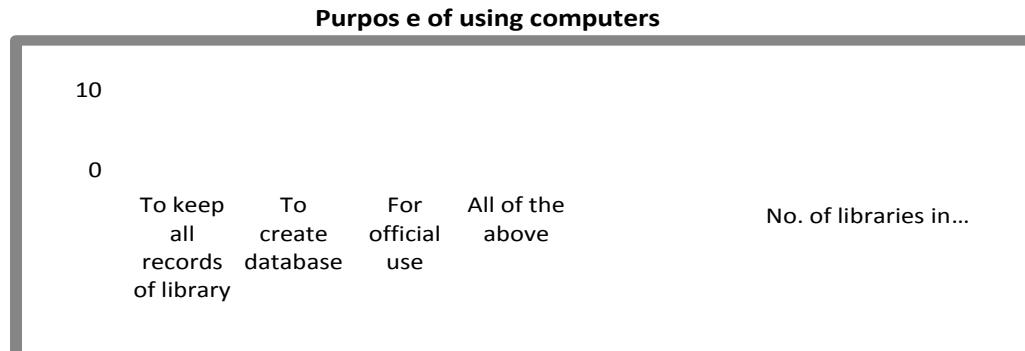 Purpos e of using computers
10
0
To keep all records of library
To create database
For official use
All of the above
No. of libraries in...